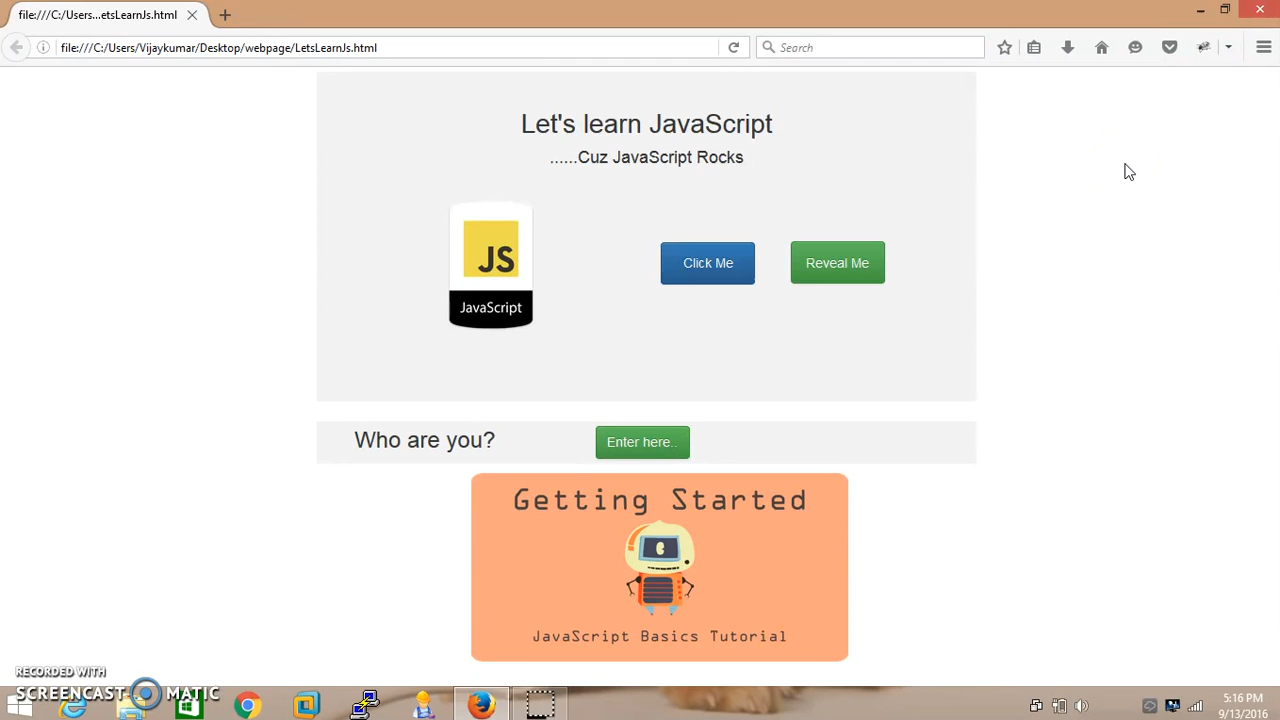 file:///C:/Users...etsLearnJs.html
file:///C:/Users/Vijaykumar/Desktop/webpage/LetsLearnJs.html
Search
Let's learn JavaScript
......Cuz JavaScript Rocks
JS
JavaScript
Click Me
Reveal Me
Who are you?
Enter here..
Getting Started
JavaScript Basics Tutorial
RECORDED WITH
SCREENCAST MATIC
5:16 PM
9/13/2016